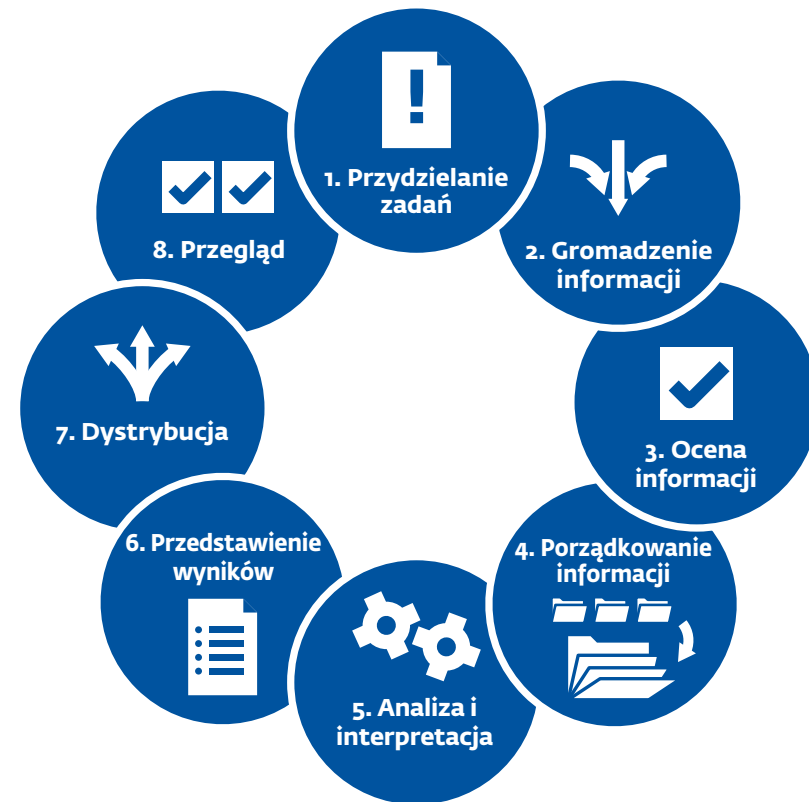 1. Przydzielanie
zadań
2. Gromadzenie
informacji
3. Ocena
informacji
4. Porządkowanie
informacji
5. Analiza i
interpretacja
6. Przedstawienie
wyników
7. Dystrybucja
8. Przegląd